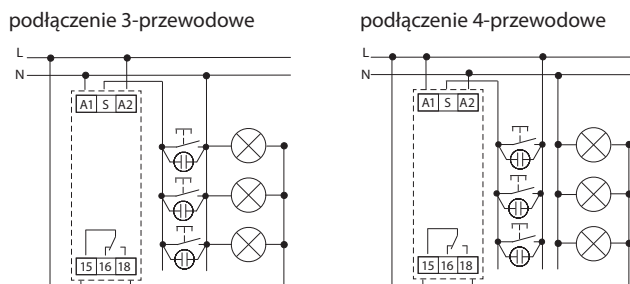 podłączenie 3-przewodowe
L
N
A1 S A2
15 16 18
podłączenie 4-przewodowe
L
N
A1 S A2
15 16 18